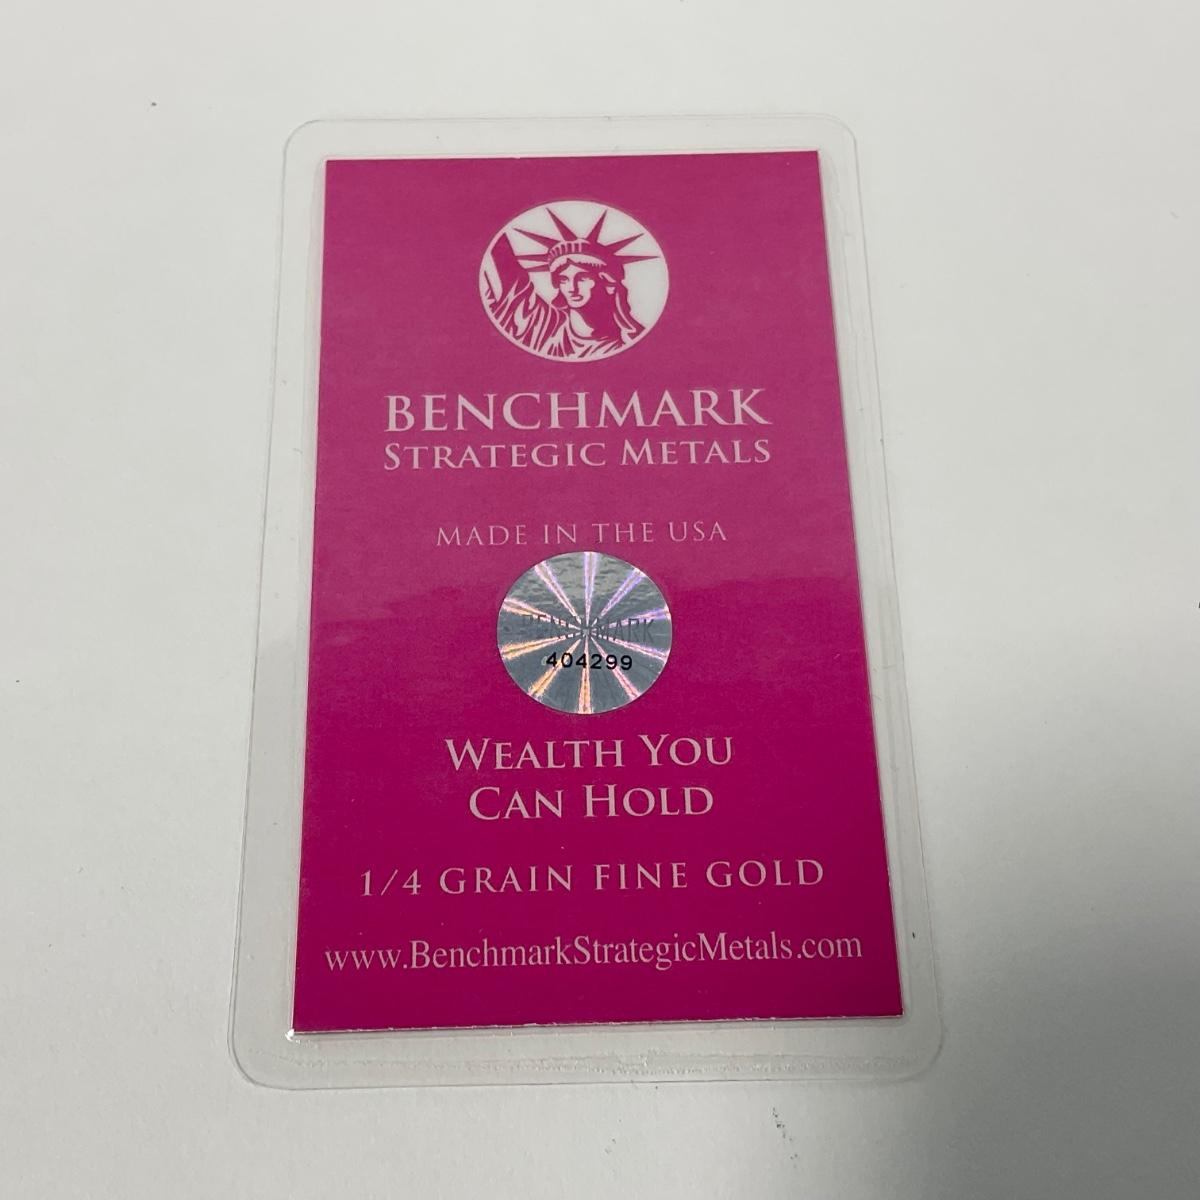 BENCHMARK
STRATEGIC METALS
MADE IN THE USA
BENCHMARK
404299
WEALTH YOU
CAN HOLD
1/4 GRAIN FINE GOLD
www.BenchmarkStrategicMetals.com